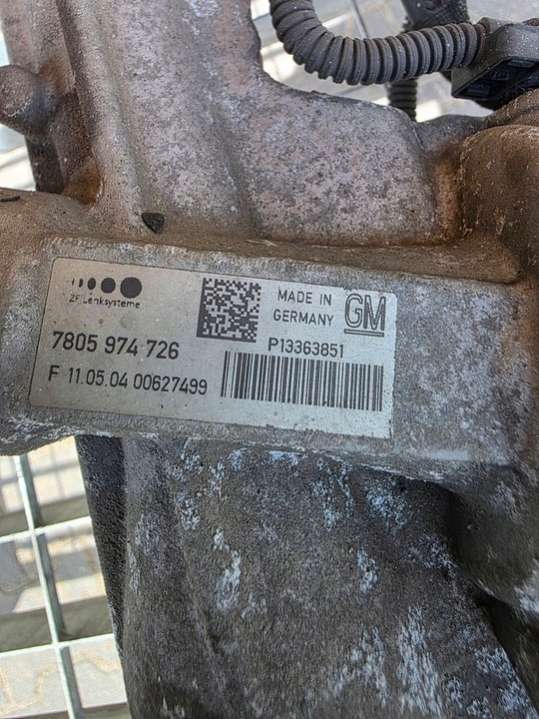 ZF Lenksysteme
MADE IN
GERMANY
GM
7805 974 726
P13363851
F 11.05.04 00627499